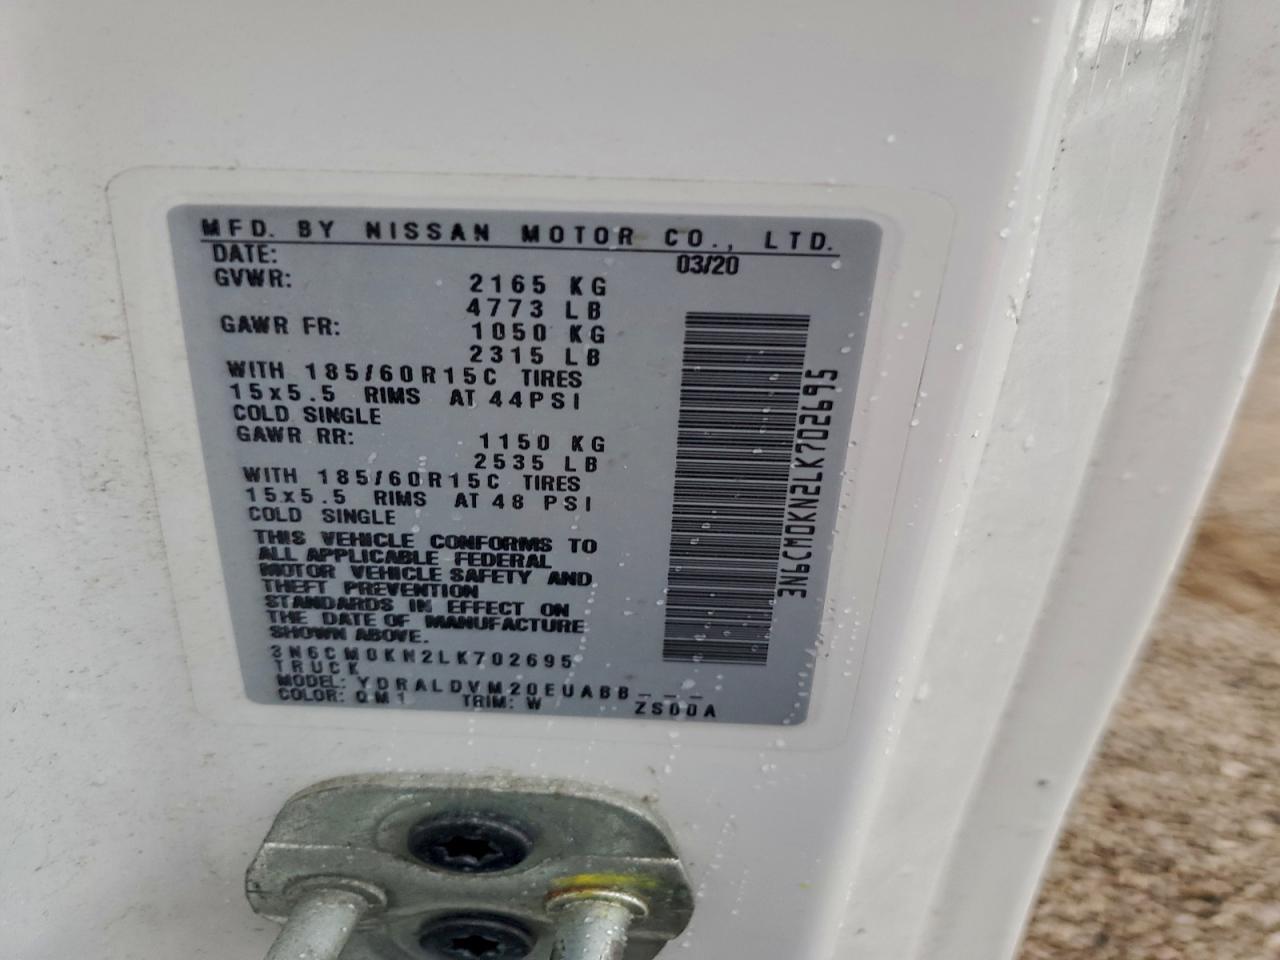 MFD. BY NISSAN MOTOR CO., LTD.
DATE: 03/20
GVWR: 2165 KG
4773 LB
GAWR FR: 1050 KG
2315 LB
WITH 185/60R15C TIRES
15x5.5 RIMS AT 44PSI
COLD SINGLE
GAWR RR: 1150 KG
2535 LB
WITH 185/60R15C TIRES
15x5.5 RIMS AT 48 PSI
COLD SINGLE
THIS VEHICLE CONFORMS TO
ALL APPLICABLE FEDERAL
MOTOR VEHICLE SAFETY AND
THEFT PREVENTION
STANDARDS IN EFFECT ON
THE DATE OF MANUFACTURE
SHOWN ABOVE.
3N6CM0KN2LK702695
TRUCK
MODEL: YDRALDVM20EUABB---
COLOR: QM1 TRIM: W ZS00A
3N6CM0KN2LK702695